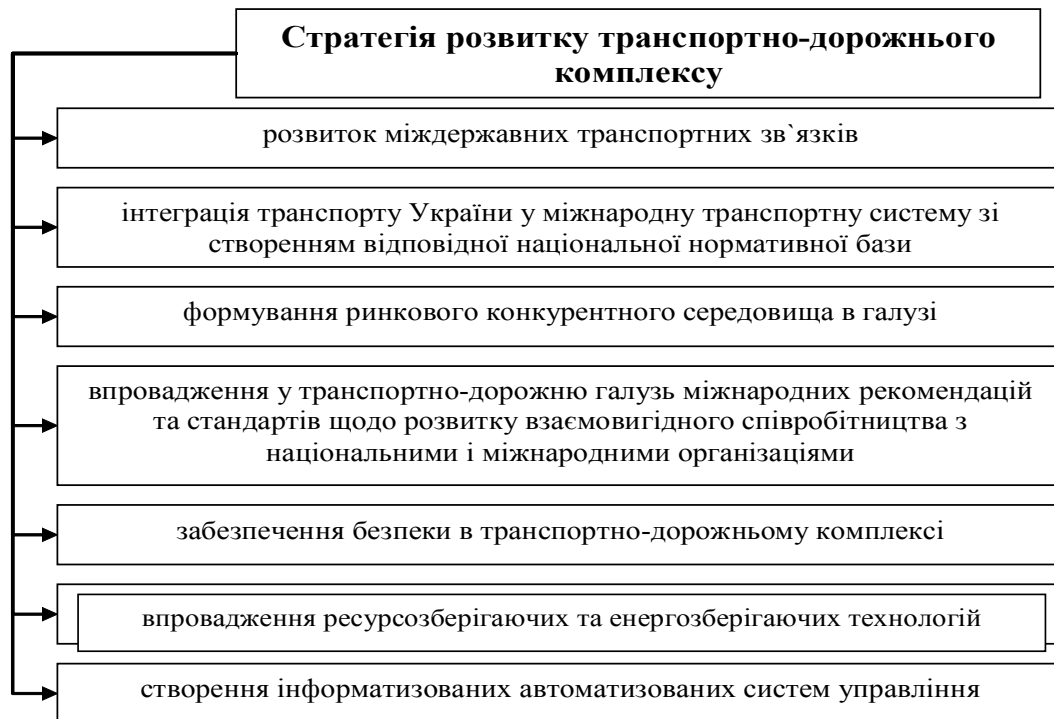 Стратегія розвитку транспортно-дорожнього
комплексу
розвиток міждержавних транспортних зв`язків
інтеграція транспорту України у міжнародну транспортну систему зі
створенням відповідної національної нормативної бази
формування ринкового конкурентного середовища в галузі
впровадження у транспортно-дорожню галузь міжнародних рекомендацій
та стандартів щодо розвитку взаємовигідного співробітництва з
національними і міжнародними організаціями
забезпечення безпеки в транспортно-дорожньому комплексі
впровадження ресурсозберігаючих та енергозберігаючих технологій
створення інформатизованих автоматизованих систем управління